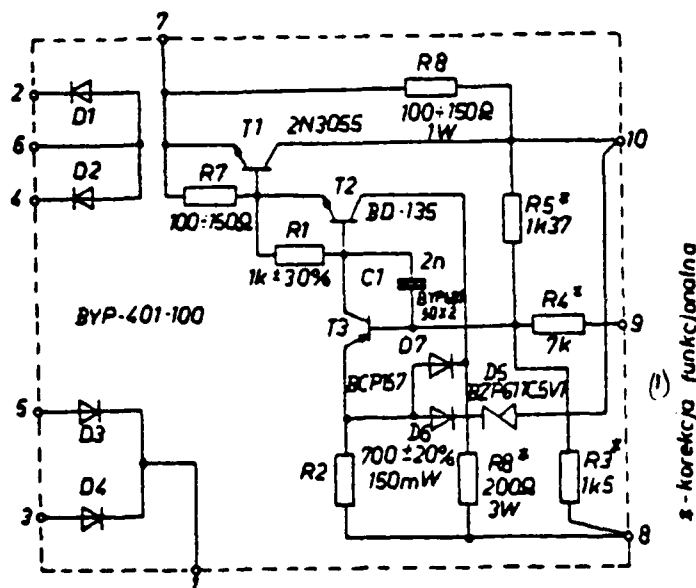 7
R8
100÷150Ω
1W
2
D1
T1
2N3055
10
6
D2
R7
T2
4
100÷150Ω
BD-135
R5*
1k37
R1
1k±30%
C1
2n
BYP-401-100
T3
D7
R4*
7k
9
BCP157
D5
BZP611C5V1
(1)
5
D3
D6
R2
700±20%
150mW
R8*
200Ω
3W
R3*
1k5
D4
3
8
1
*-korekcja funkcjonalna